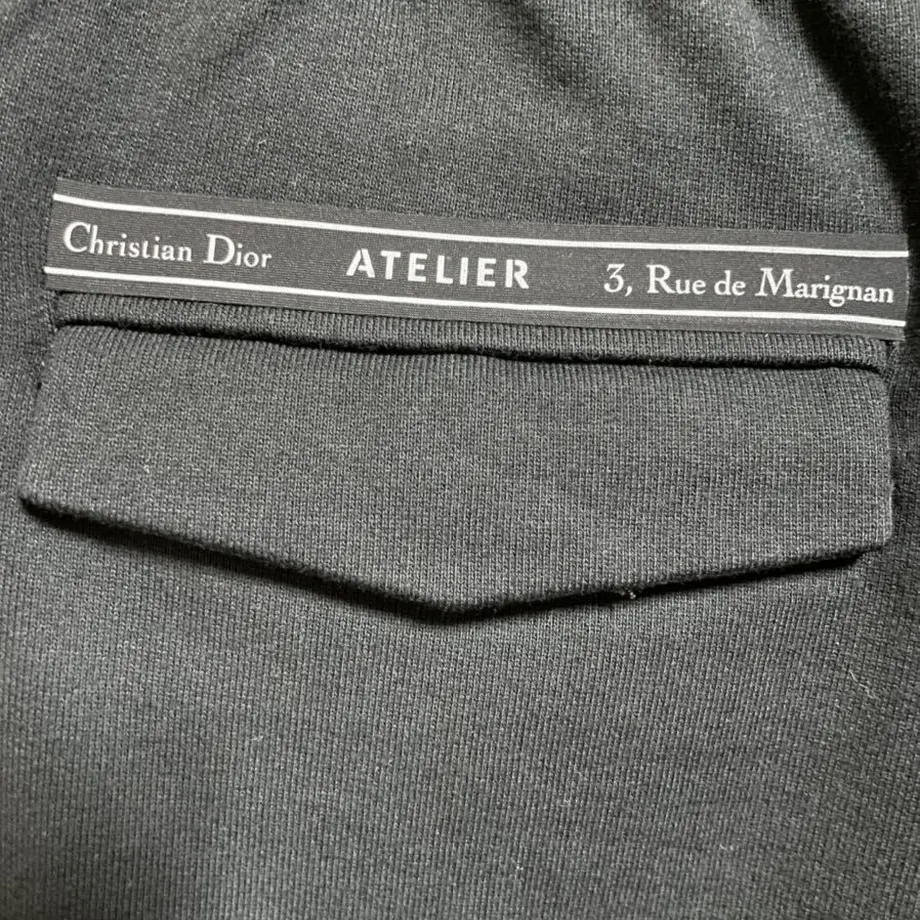 Christian Dior ATELIER 3, Rue de Marignan